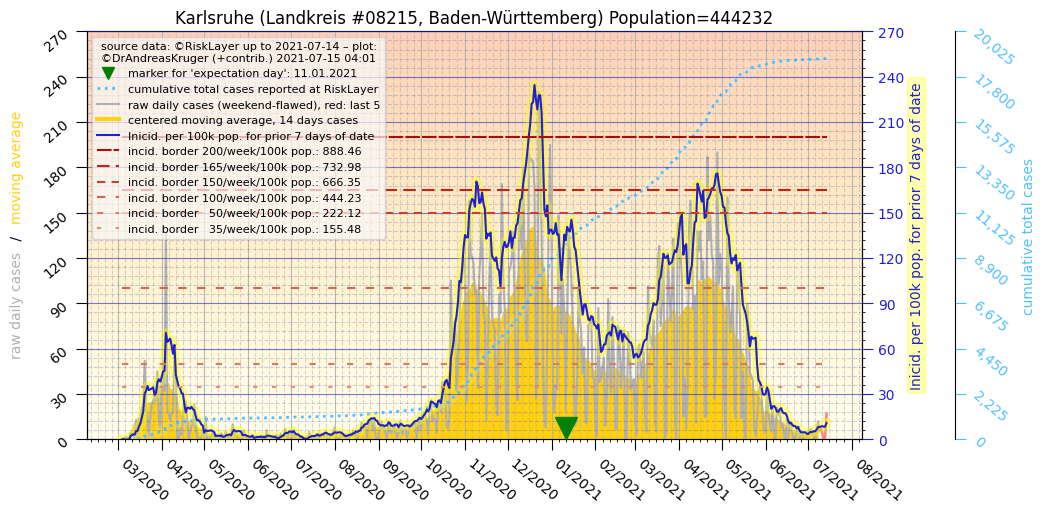 Karlsruhe (Landkreis #08215, Baden-Württemberg) Population=444232
source data: ©RiskLayer up to 2021-07-14 – plot:
©DrAndreasKruger (+contrib.) 2021-07-15 04:01
marker for 'expectation day': 11.01.2021
cumulative total cases reported at RiskLayer
raw daily cases (weekend-flawed), red: last 5
centered moving average, 14 days cases
Inicid. per 100k pop. for prior 7 days of date
incid. border 200/week/100k pop.: 888.46
incid. border 165/week/100k pop.: 732.98
incid. border 150/week/100k pop.: 666.35
incid. border 100/week/100k pop.: 444.23
incid. border   50/week/100k pop.: 222.12
incid. border   35/week/100k pop.: 155.48
raw daily cases   /   moving average
270
240
210
180
150
120
90
60
30
0
03/2020
04/2020
05/2020
06/2020
07/2020
08/2020
09/2020
10/2020
11/2020
12/2020
01/2021
02/2021
03/2021
04/2021
05/2021
06/2021
07/2021
08/2021
270
240
210
180
150
120
90
60
30
0
Inicid. per 100k pop. for prior 7 days of date
20,025
17,800
15,575
13,350
11,125
8,900
6,675
4,450
2,225
0
cumulative total cases